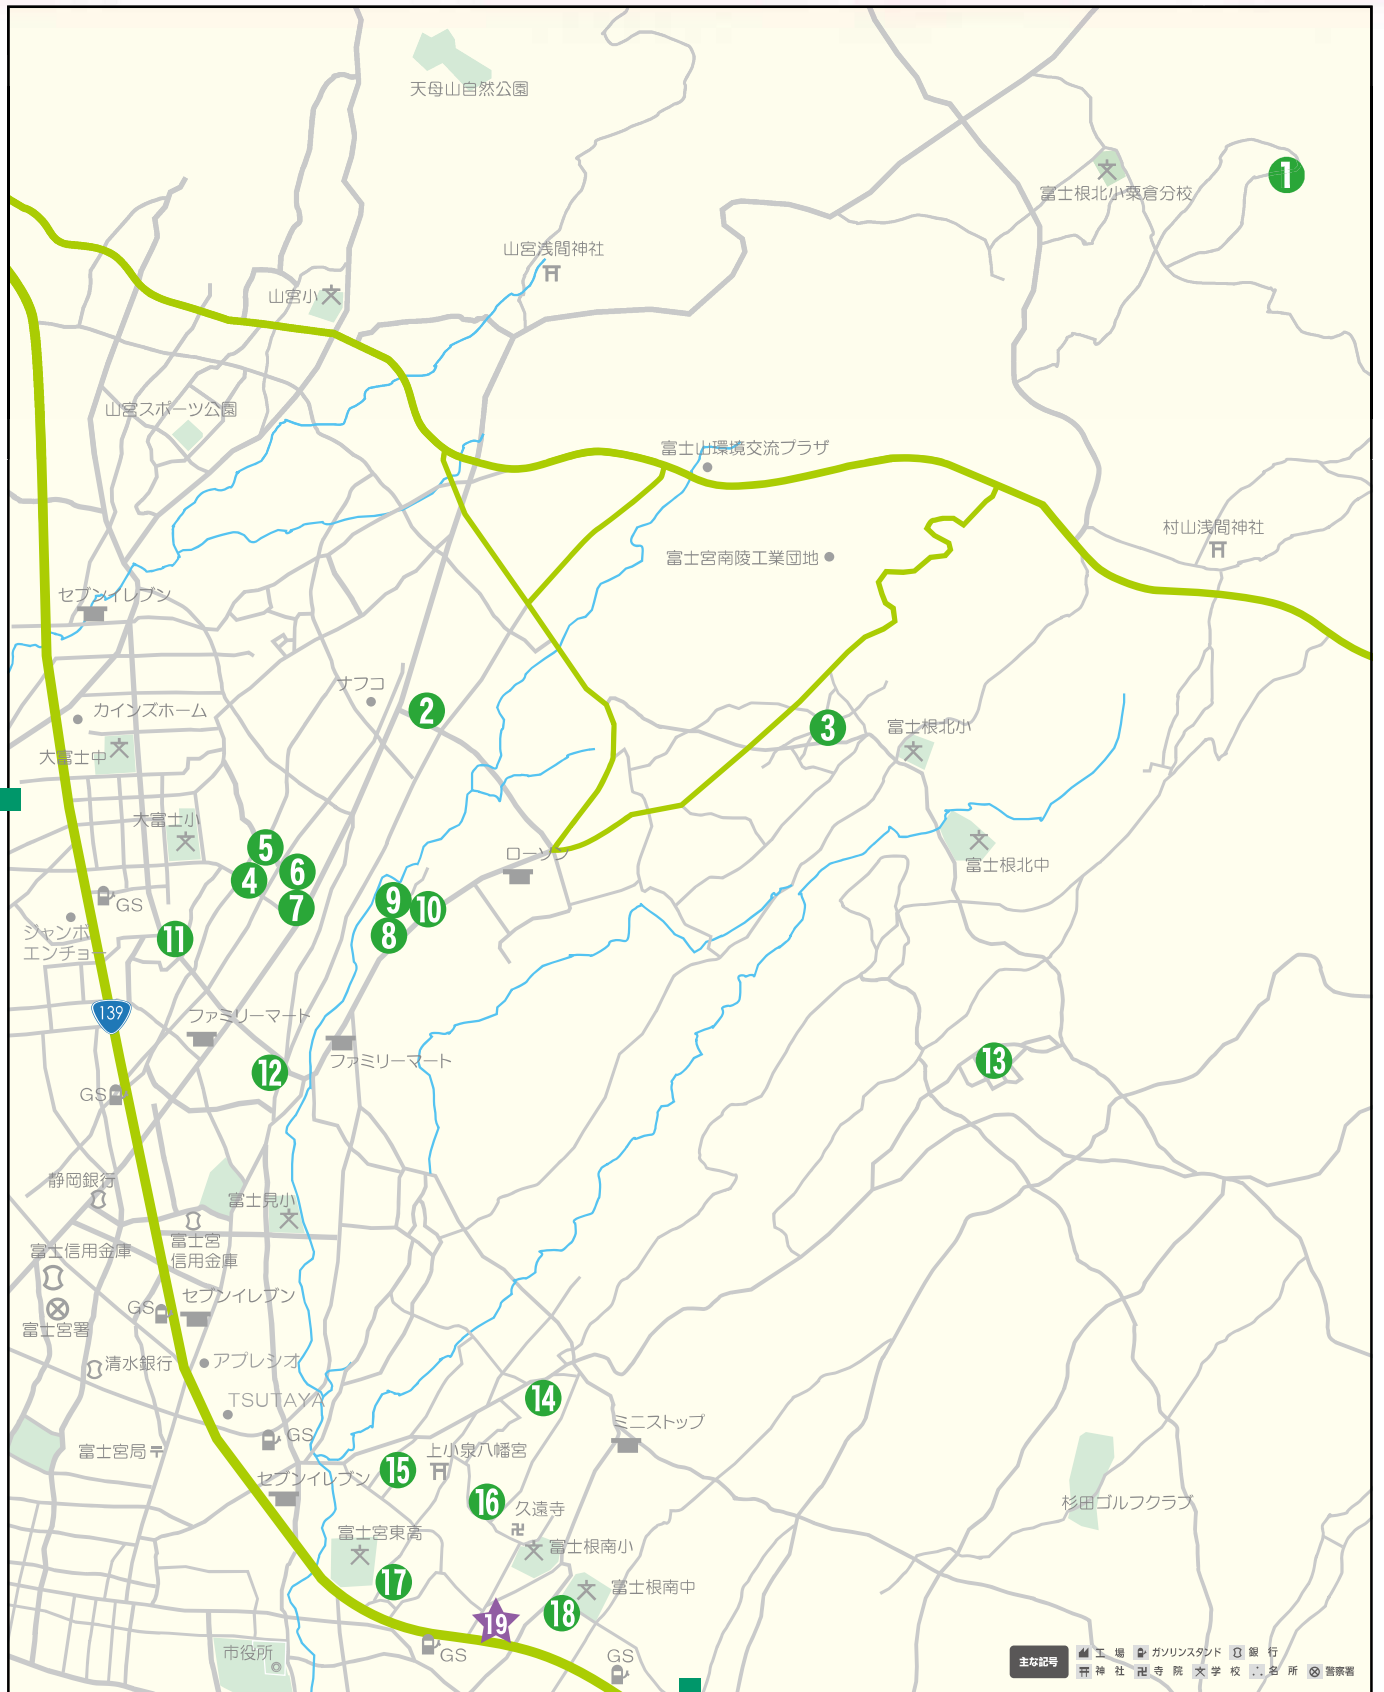 天母山自然公園
1
富士根北小粟倉分校
山宮浅間神社
山宮小
山宮スポーツ公園
富士山環境交流プラザ
村山浅間神社
富士宮南陵工業団地
セブンイレブン
ナフコ
2
カインズホーム
3
富士根北小
大富士中
大富士小
5
ローソン
富士根北中
6
4
GS
9
7
10
ジャンボ
エンチョー
11
8
139
ファミリーマート
ファミリーマート
12
13
GS
静岡銀行
富士見小
富士宮
信用金庫
富士信用金庫
セブンイレブン
GS
富士宮署
清水銀行
アプレシオ
TSUTAYA
14
ミニストップ
GS
富士宮局
上小泉八幡宮
15
セブンイレブン
16
久遠寺
杉田ゴルフクラブ
富士宮東高
富士根南小
17
富士根南中
18
19
市役所
GS
GS
主な記号
工場 ガソリンスタンド 銀行
神社 寺院 学校 名所 警察署